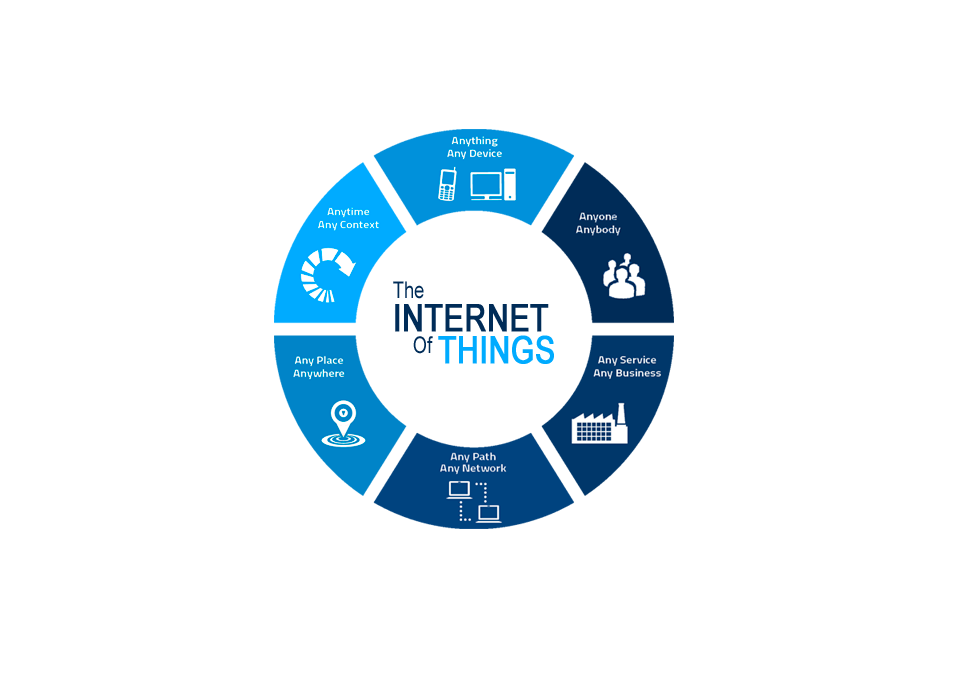 Anything
Any Device
Anyone
Anybody
Any Service
Any Business
Any Path
Any Network
Any Place
Anywhere
Anytime
Any Context
The
INTERNET
Of THINGS